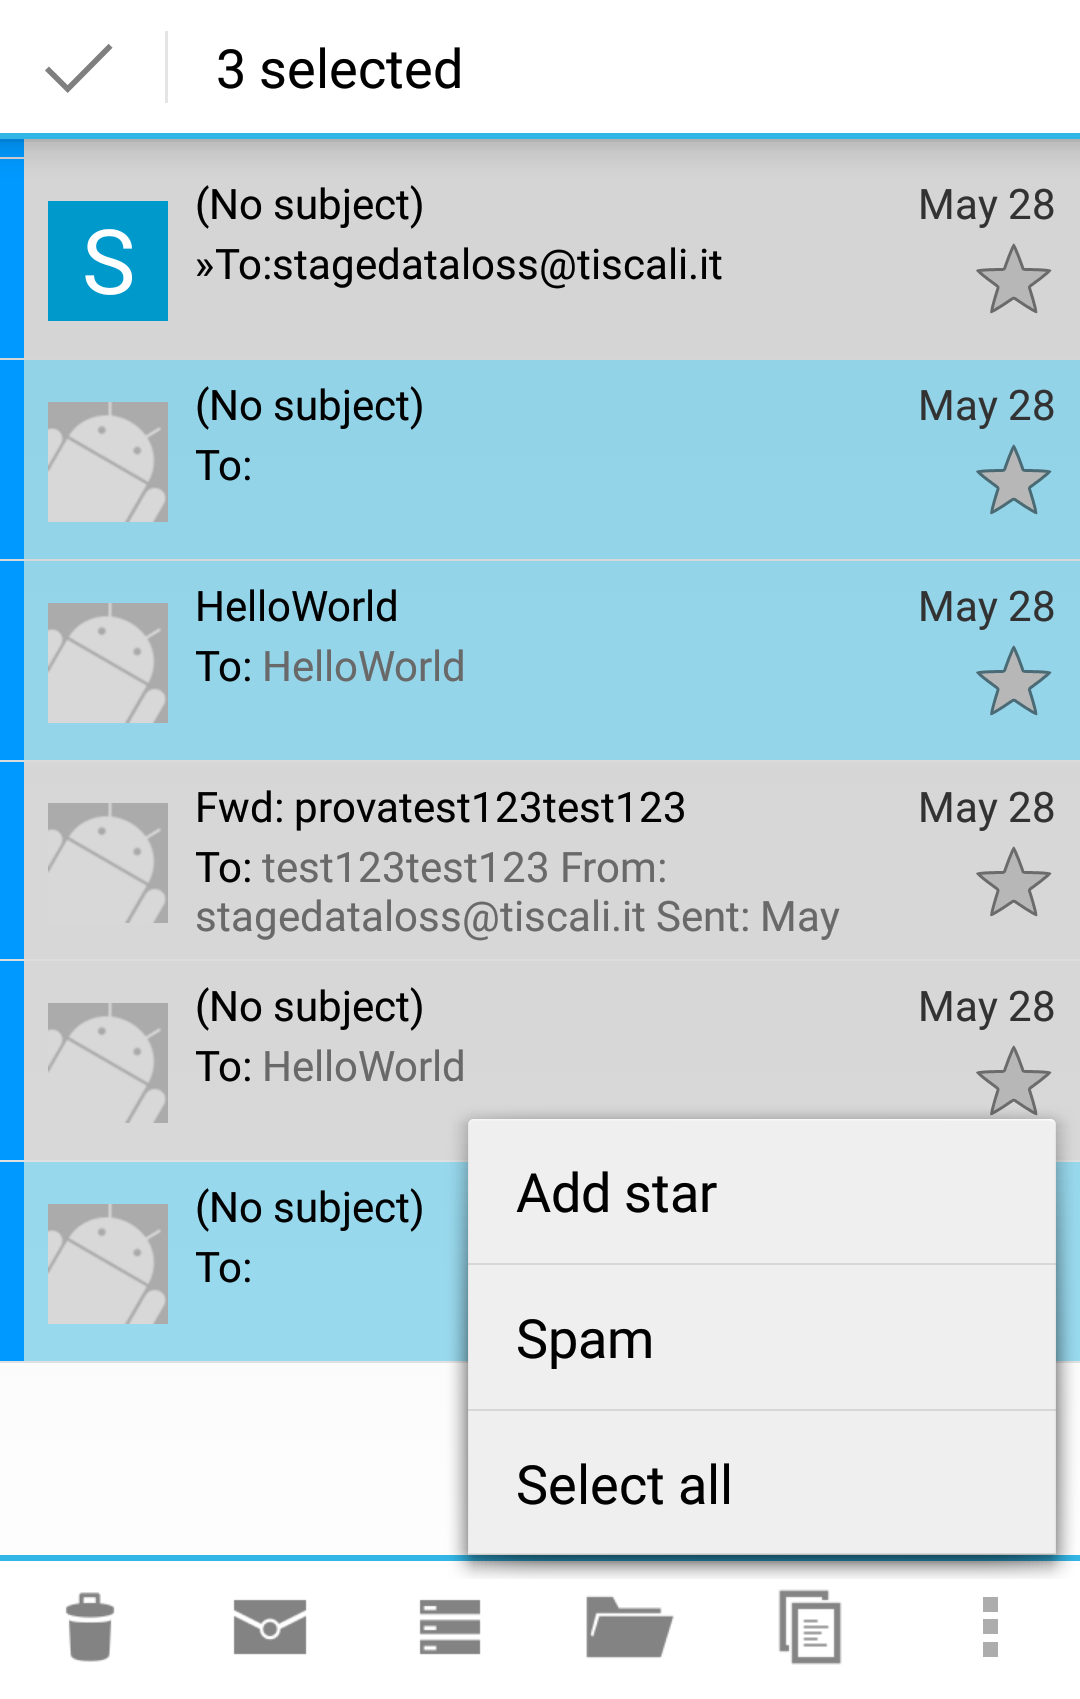 3 selected
(No subject)
May 28
S
»To:stagedataloss@tiscali.it
(No subject)
May 28
To:
HelloWorld
May 28
To: HelloWorld
Fwd: provatest123test123
May 28
To: test123test123 From:
stagedataloss@tiscali.it Sent: May
(No subject)
May 28
To: HelloWorld
(No subject)
To:
Add star
Spam
Select all